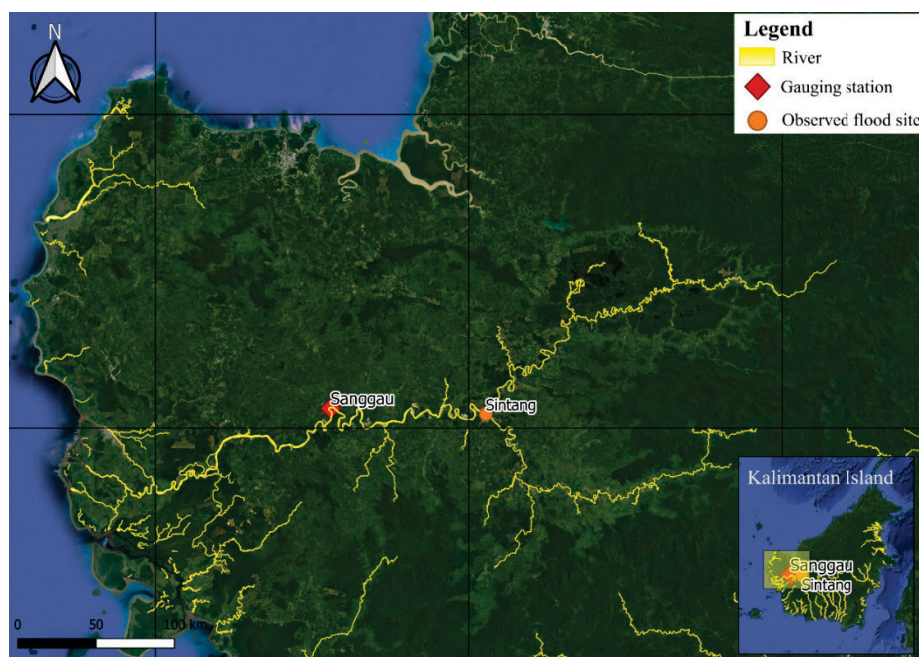 N
Legend
River
Gauging station
Observed flood site
Sanggau
Sintang
Kalimantan Island
Sanggau
Sintang
0 50 100 km